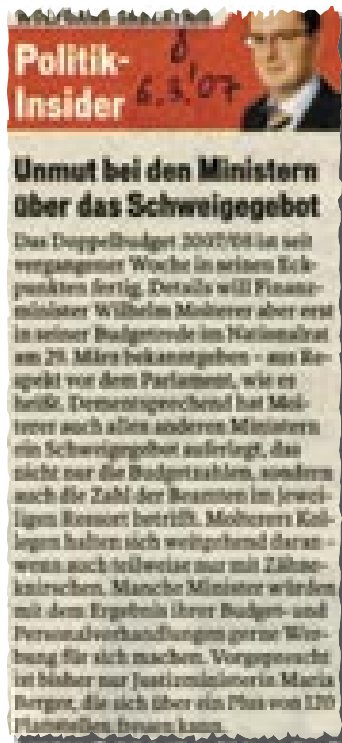 Politik-
Insider
Ö
6.3.'07
Unmut bei den Ministern
über das Schweigegebot
Das Doppelbudget 2007/08 ist seit
vergangener Woche in seinen Eck-
punkten fertig. Details will Finanz-
minister Wilhelm Molterer aber erst
in seiner Budgetrede im Nationalrat
am 29. März bekanntgeben – aus Re-
spekt vor dem Parlament, wie es
heißt. Dementsprechend hat Mol-
terer auch allen anderen Ministern
ein Schweigegebot auferlegt, das
nicht nur die Budgetzahlen, sondern
auch die Zahl der Beamten im jewei-
ligen Ressort betrifft. Molterers Kol-
legen halten sich weitgehend daran –
wenn auch teilweise nur mit Zähne-
knirschen. Manche Minister würden
mit dem Ergebnis ihrer Budget- und
Personalverhandlungen gerne Wer-
bung für sich machen. Vorgeprescht
ist bisher nur Justizministerin Maria
Berger, die sich über ein Plus von 120
Planstellen freuen kann.